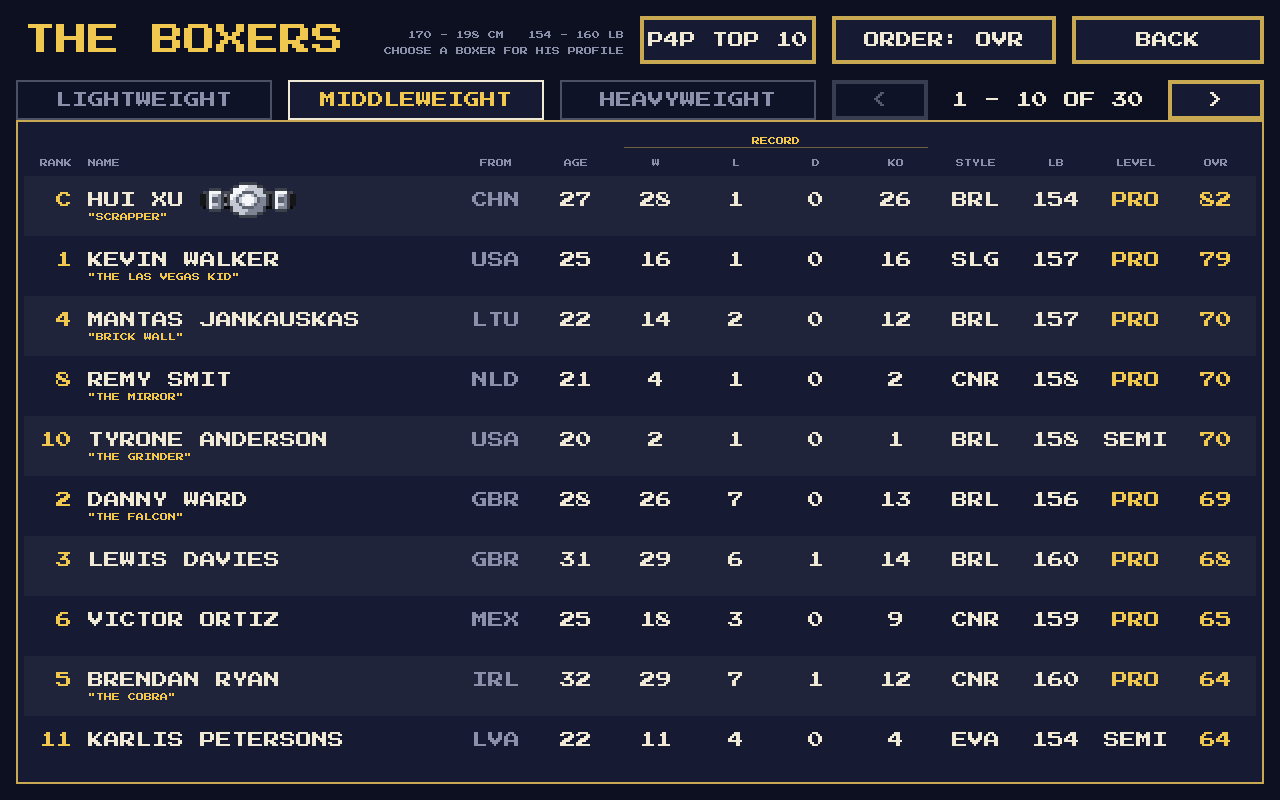 THE BOXERS
170 - 198 CM 154 - 160 LB
CHOOSE A BOXER FOR HIS PROFILE
P4P TOP 10
ORDER: OVR
BACK
LIGHTWEIGHT
MIDDLEWEIGHT
HEAVYWEIGHT
<
1 - 10 OF 30
>
RECORD
RANK NAME FROM AGE W L D KO STYLE LB LEVEL OVR
C HUI XU CHN 27 28 1 0 26 BRL 154 PRO 82
"SCRAPPER"
1 KEVIN WALKER USA 25 16 1 0 16 SLG 157 PRO 79
"THE LAS VEGAS KID"
4 MANTAS JANKAUSKAS LTU 22 14 2 0 12 BRL 157 PRO 70
"BRICK WALL"
8 REMY SMIT NLD 21 4 1 0 2 CNR 158 PRO 70
"THE MIRROR"
10 TYRONE ANDERSON USA 20 2 1 0 1 BRL 158 SEMI 70
"THE GRINDER"
2 DANNY WARD GBR 28 26 7 0 13 BRL 156 PRO 69
"THE FALCON"
3 LEWIS DAVIES GBR 31 29 6 1 14 BRL 160 PRO 68
6 VICTOR ORTIZ MEX 25 18 3 0 9 CNR 159 PRO 65
5 BRENDAN RYAN IRL 32 29 7 1 12 CNR 160 PRO 64
"THE COBRA"
11 KARLIS PETERSONS LVA 22 11 4 0 4 EVA 154 SEMI 64